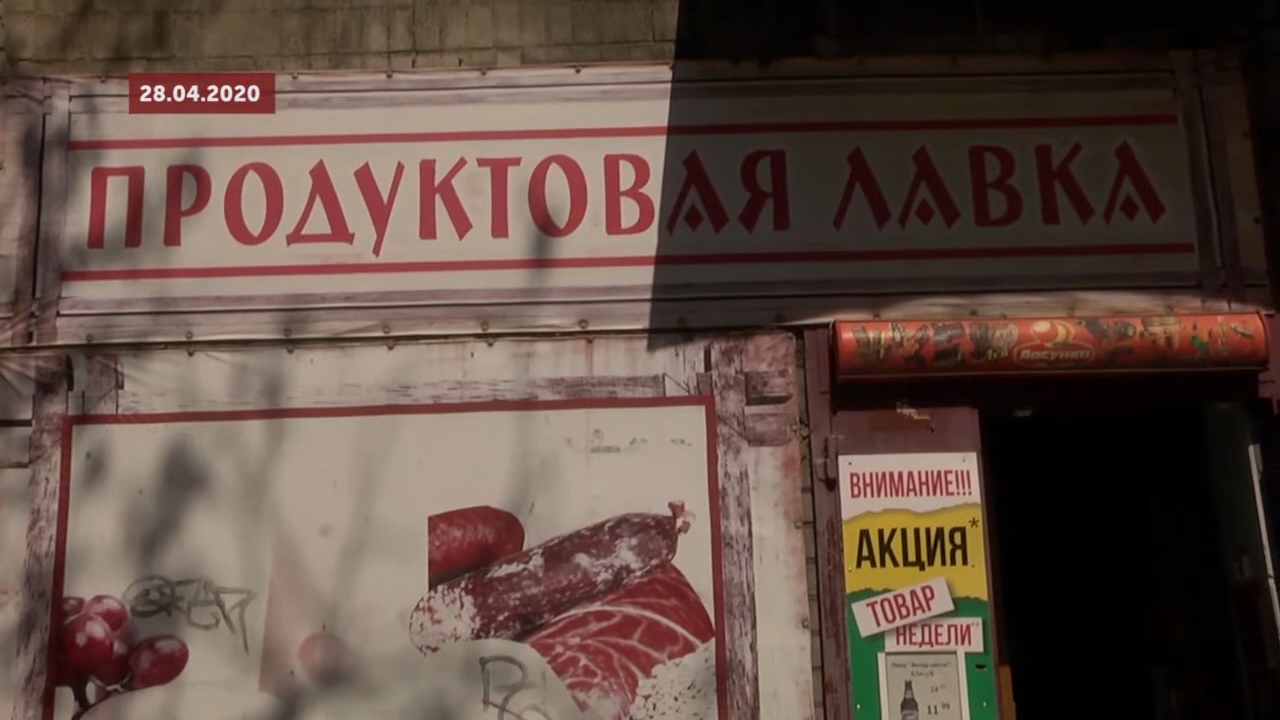 28.04.2020
ПРОДУКТОВАЯ ЛАВКА
Ласунка
ВНИМАНИЕ!!!
АКЦИЯ*
ТОВАР
НЕДЕЛИ**
11 99